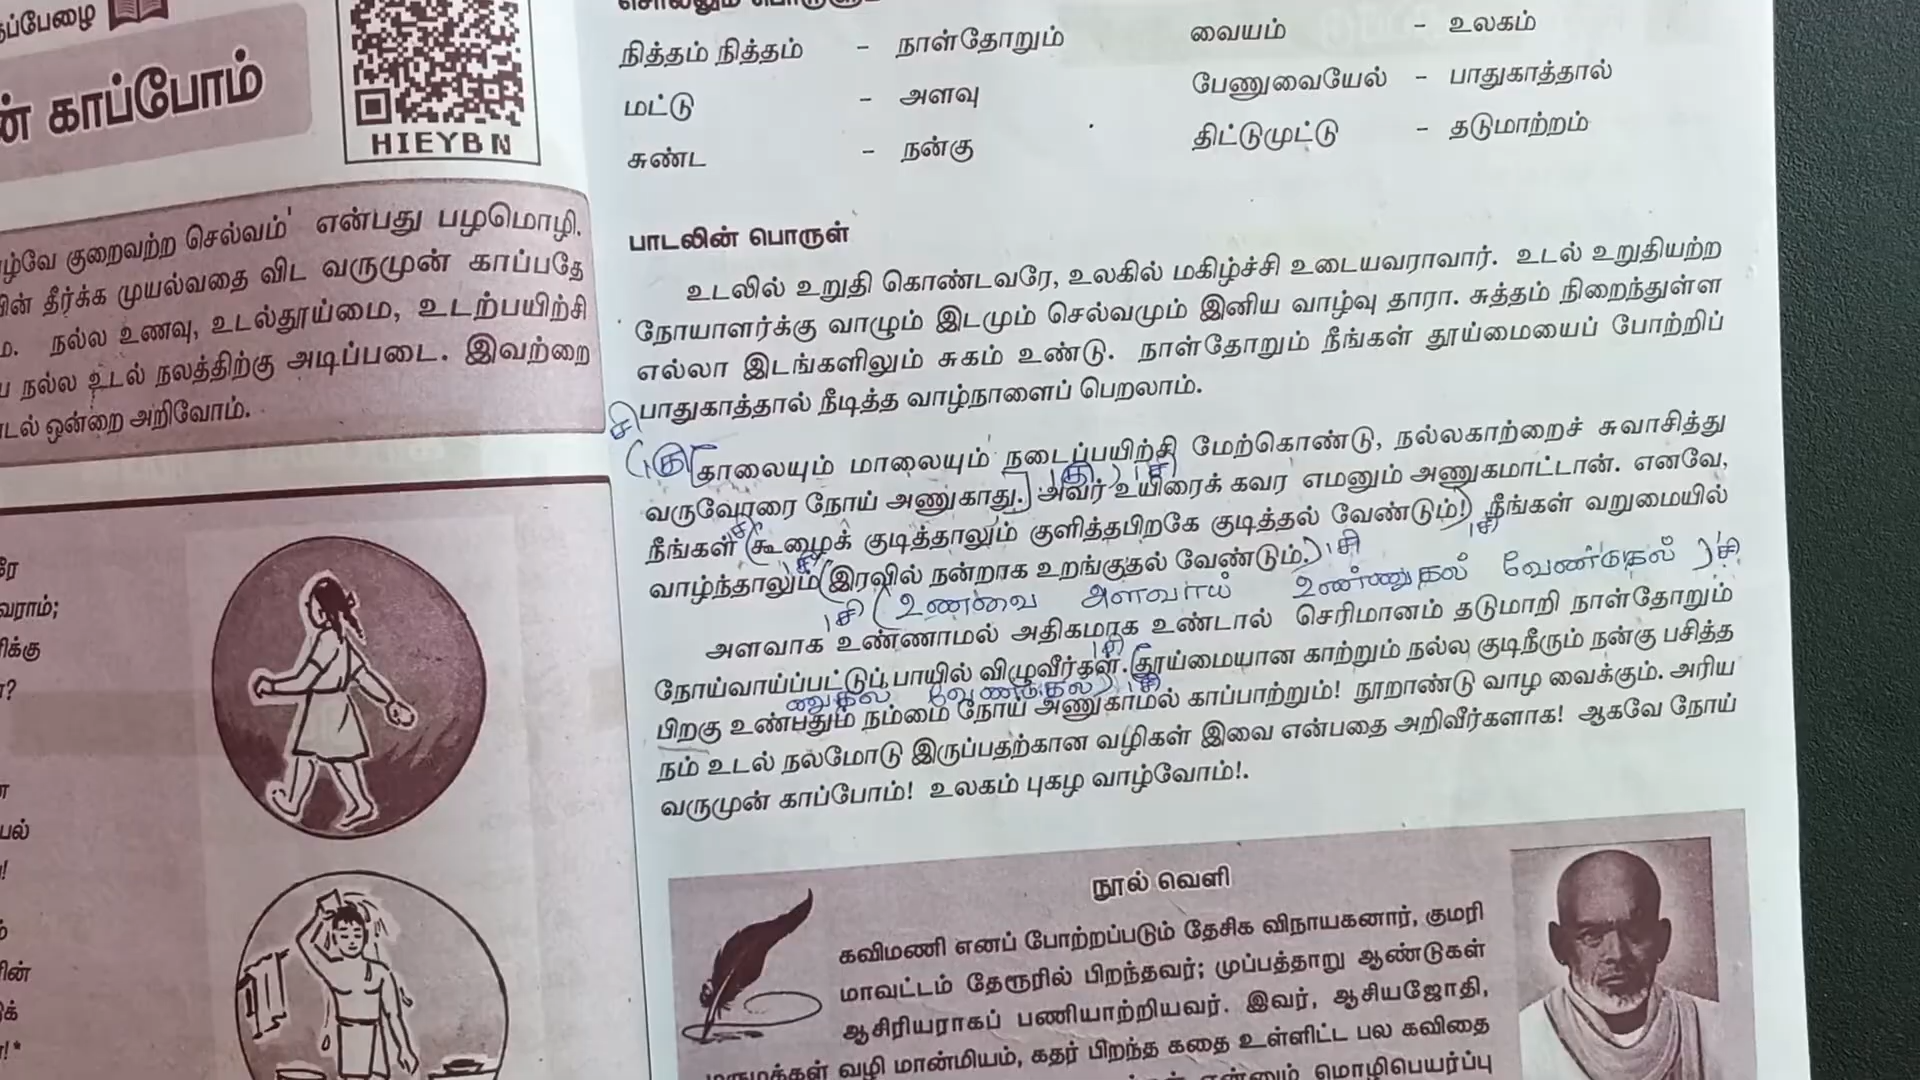 ன் காப்போம்
HIEYBN
செல்வம்' என்பது பழமொழி.
குறைவற்ற
தீர்க்க முயல்வதை விட வருமுன் காப்பதே
நல்ல உணவு, உடல்தூய்மை, உடற்பயிற்சி
நல்ல உடல் நலத்திற்கு அடிப்படை. இவற்றை
ஒன்றை அறிவோம்.
நித்தம் நித்தம் - நாள்தோறும்
மட்டு - அளவு
சுண்ட - நன்கு
வையம் - உலகம்
பேணுவையேல் - பாதுகாத்தால்
திட்டுமுட்டு - தடுமாற்றம்
பாடலின் பொருள்
உடலில் உறுதி கொண்டவரே, உலகில் மகிழ்ச்சி உடையவராவார். உடல் உறுதியற்ற
நோயாளர்க்கு வாழும் இடமும் செல்வமும் இனிய வாழ்வு தாரா. சுத்தம் நிறைந்துள்ள
எல்லா இடங்களிலும் சுகம் உண்டு. நாள்தோறும் நீங்கள் தூய்மையைப் போற்றிப்
பாதுகாத்தால் நீடித்த வாழ்நாளைப் பெறலாம்.
காலையும் மாலையும் நடைப்பயிற்சி மேற்கொண்டு, நல்லகாற்றைச் சுவாசித்து
வருவோரை நோய் அணுகாது. அவர் உயிரைக் கவர எமனும் அணுகமாட்டான். எனவே,
நீங்கள் கூழைக் குடித்தாலும் குளித்தபிறகே குடித்தல் வேண்டும்! நீங்கள் வறுமையில்
வாழ்ந்தாலும் இரவில் நன்றாக உறங்குதல் வேண்டும்.
உணவை அளவாய் உண்ணுதல் வேண்டுதல்
அளவாக உண்ணாமல் அதிகமாக உண்டால் செரிமானம் தடுமாறி நாள்தோறும்
நோய்வாய்ப்பட்டுப் பாயில் விழுவீர்கள். தூய்மையான காற்றும் நல்ல குடிநீரும் நன்கு பசித்த
பிறகு உண்பதும் நம்மை நோய் அணுகாமல் காப்பாற்றும்! நூறாண்டு வாழ வைக்கும். அரிய
நம் உடல் நலமோடு இருப்பதற்கான வழிகள் இவை என்பதை அறிவீர்களாக! ஆகவே நோய்
வருமுன் காப்போம்! உலகம் புகழ வாழ்வோம்!.
நூல் வெளி
கவிமணி எனப் போற்றப்படும் தேசிக விநாயகனார், குமரி
மாவட்டம் தேரூரில் பிறந்தவர்; முப்பத்தாறு ஆண்டுகள்
ஆசிரியராகப் பணியாற்றியவர். இவர், ஆசியஜோதி,
வழி மான்மியம், கதர் பிறந்த கதை உள்ளிட்ட பல கவிதை
என்னும் மொழிபெயர்ப்பு